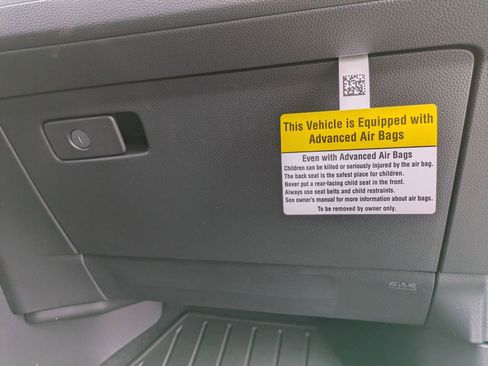 This Vehicle is Equipped with
Advanced Air Bags
Even with Advanced Air Bags
Children can be killed or seriously injured by the air bag.
The back seat is the safest place for children.
Never put a rear-facing child seat in the front.
Always use seat belts and child restraints.
See owner's manual for more information about air bags.
To be removed by owner only.